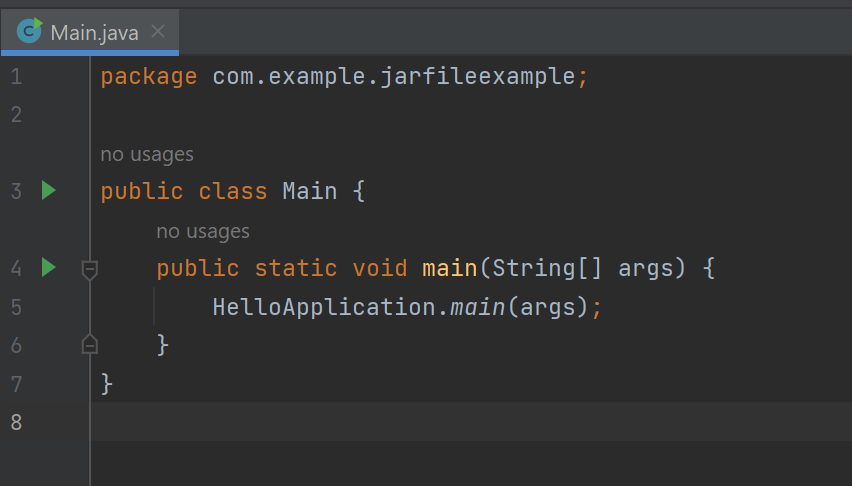 Main.java
1 package com.example.jarfileexample;
2
no usages
3 public class Main {
no usages
4 public static void main(String[] args) {
5 HelloApplication.main(args);
6 }
7 }
8